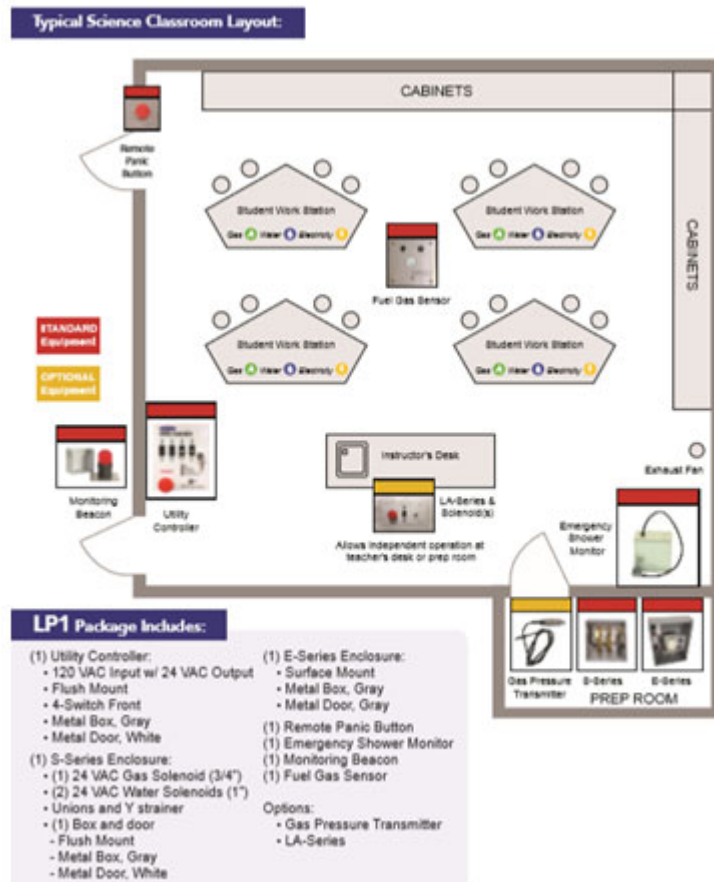 Typical Science Classroom Layout:
CABINETS
Remote
Panic
Button
Student Work Station
Gas Water Electricity
Student Work Station
Gas Water Electricity
CABINETS
Fuel Gas Sensor
STANDARD
Equipment
OPTIONAL
Equipment
Student Work Station
Gas Water Electricity
Student Work Station
Gas Water Electricity
Monitoring
Beacon
Utility
Controller
Instructor's Desk
LA-Series &
Solenoid(s)
Allows independent operation at
teacher's desk or prep room
Exhaust Fan
Emergency
Shower
Monitor
Gas Pressure
Transmitter
S-Series
E-Series
PREP ROOM
LP1 Package Includes:
(1) Utility Controller:
• 120 VAC Input w/ 24 VAC Output
• Flush Mount
• 4-Switch Front
• Metal Box, Gray
• Metal Door, White
(1) S-Series Enclosure:
• (1) 24 VAC Gas Solenoid (3/4")
• (2) 24 VAC Water Solenoids (1")
• Unions and Y strainer
• (1) Box and door
- Flush Mount
- Metal Box, Gray
- Metal Door, White
(1) E-Series Enclosure:
• Surface Mount
• Metal Box, Gray
• Metal Door, Gray
(1) Remote Panic Button
(1) Emergency Shower Monitor
(1) Monitoring Beacon
(1) Fuel Gas Sensor
Options:
• Gas Pressure Transmitter
• LA-Series